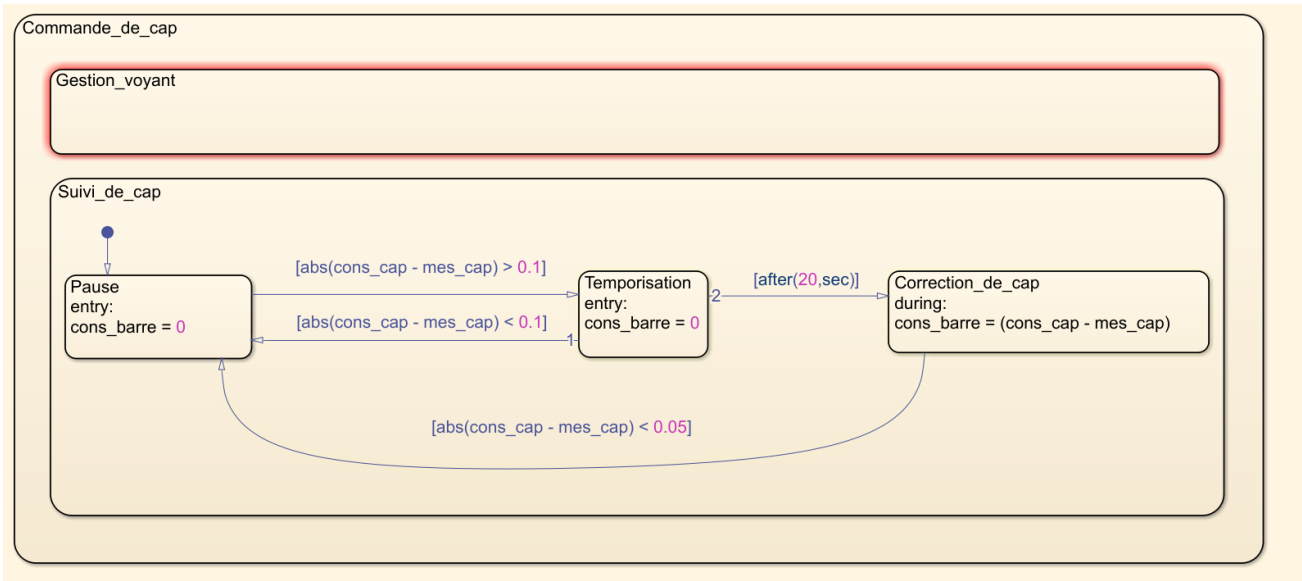 Commande_de_cap
Gestion_voyant
Suivi_de_cap
Pause
entry:
cons_barre = 0
[abs(cons_cap - mes_cap) > 0.1]
[abs(cons_cap - mes_cap) < 0.1]
1
Temporisation
entry:
cons_barre = 0
2
[after(20,sec)]
Correction_de_cap
during:
cons_barre = (cons_cap - mes_cap)
[abs(cons_cap - mes_cap) < 0.05]